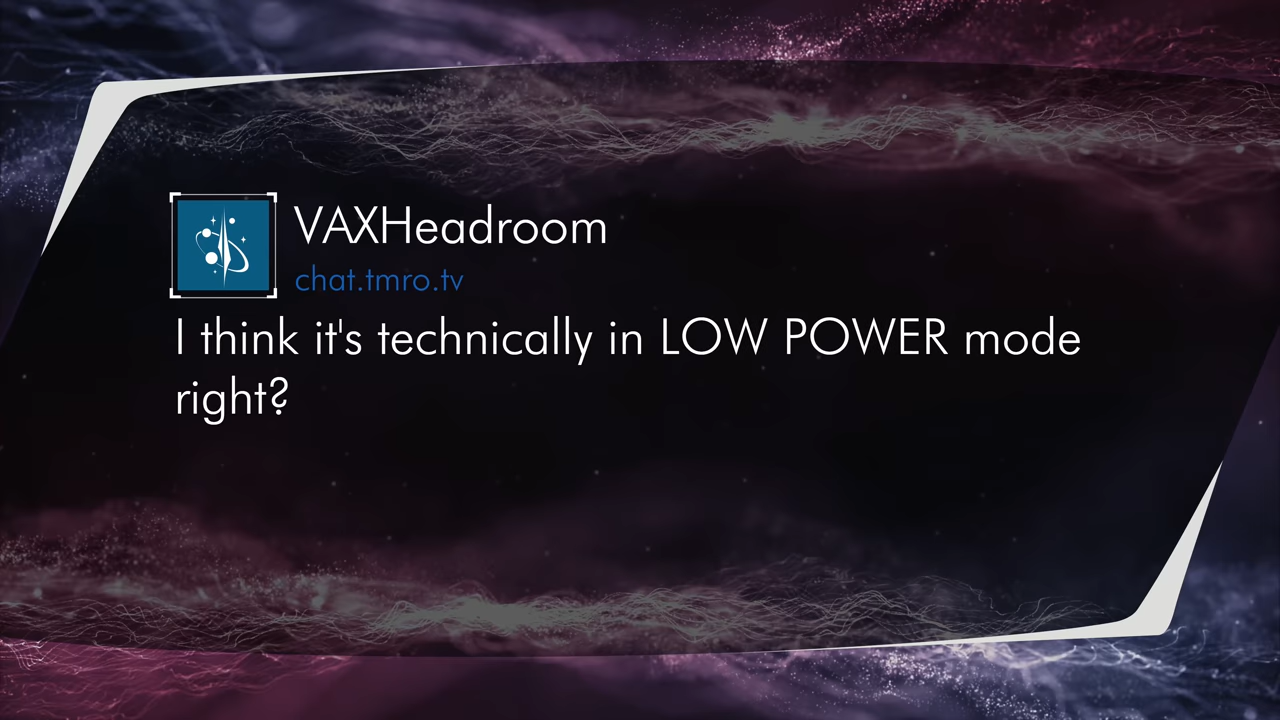 VAXHeadroom
chat.tmro.tv
I think it's technically in LOW POWER mode
right?